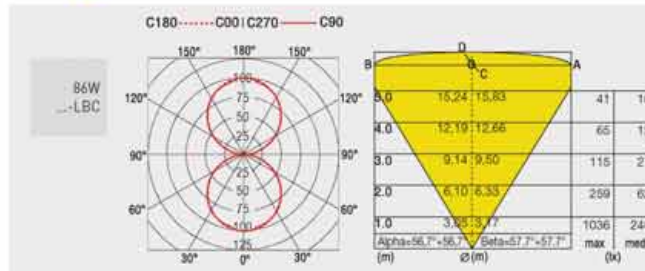 C180 ------ C00 | C270 —— C90
86W
...-LBC
150° 180° 150°
120° 120°
90° 90°
60° 60°
30° 0° 30°
100
75
50
25
25
50
75
100
125
D
B O A
C
5.0 15,24 15,83 41
4.0 12,19 12,66 65
3.0 9,14 9,50 115
2.0 6,10 6,33 259
1.0 3,05 3,17 1036
Alpha=56,7°+56,7° Beta=57.7°+57.7° max med
(m) Ø (m) (lx)